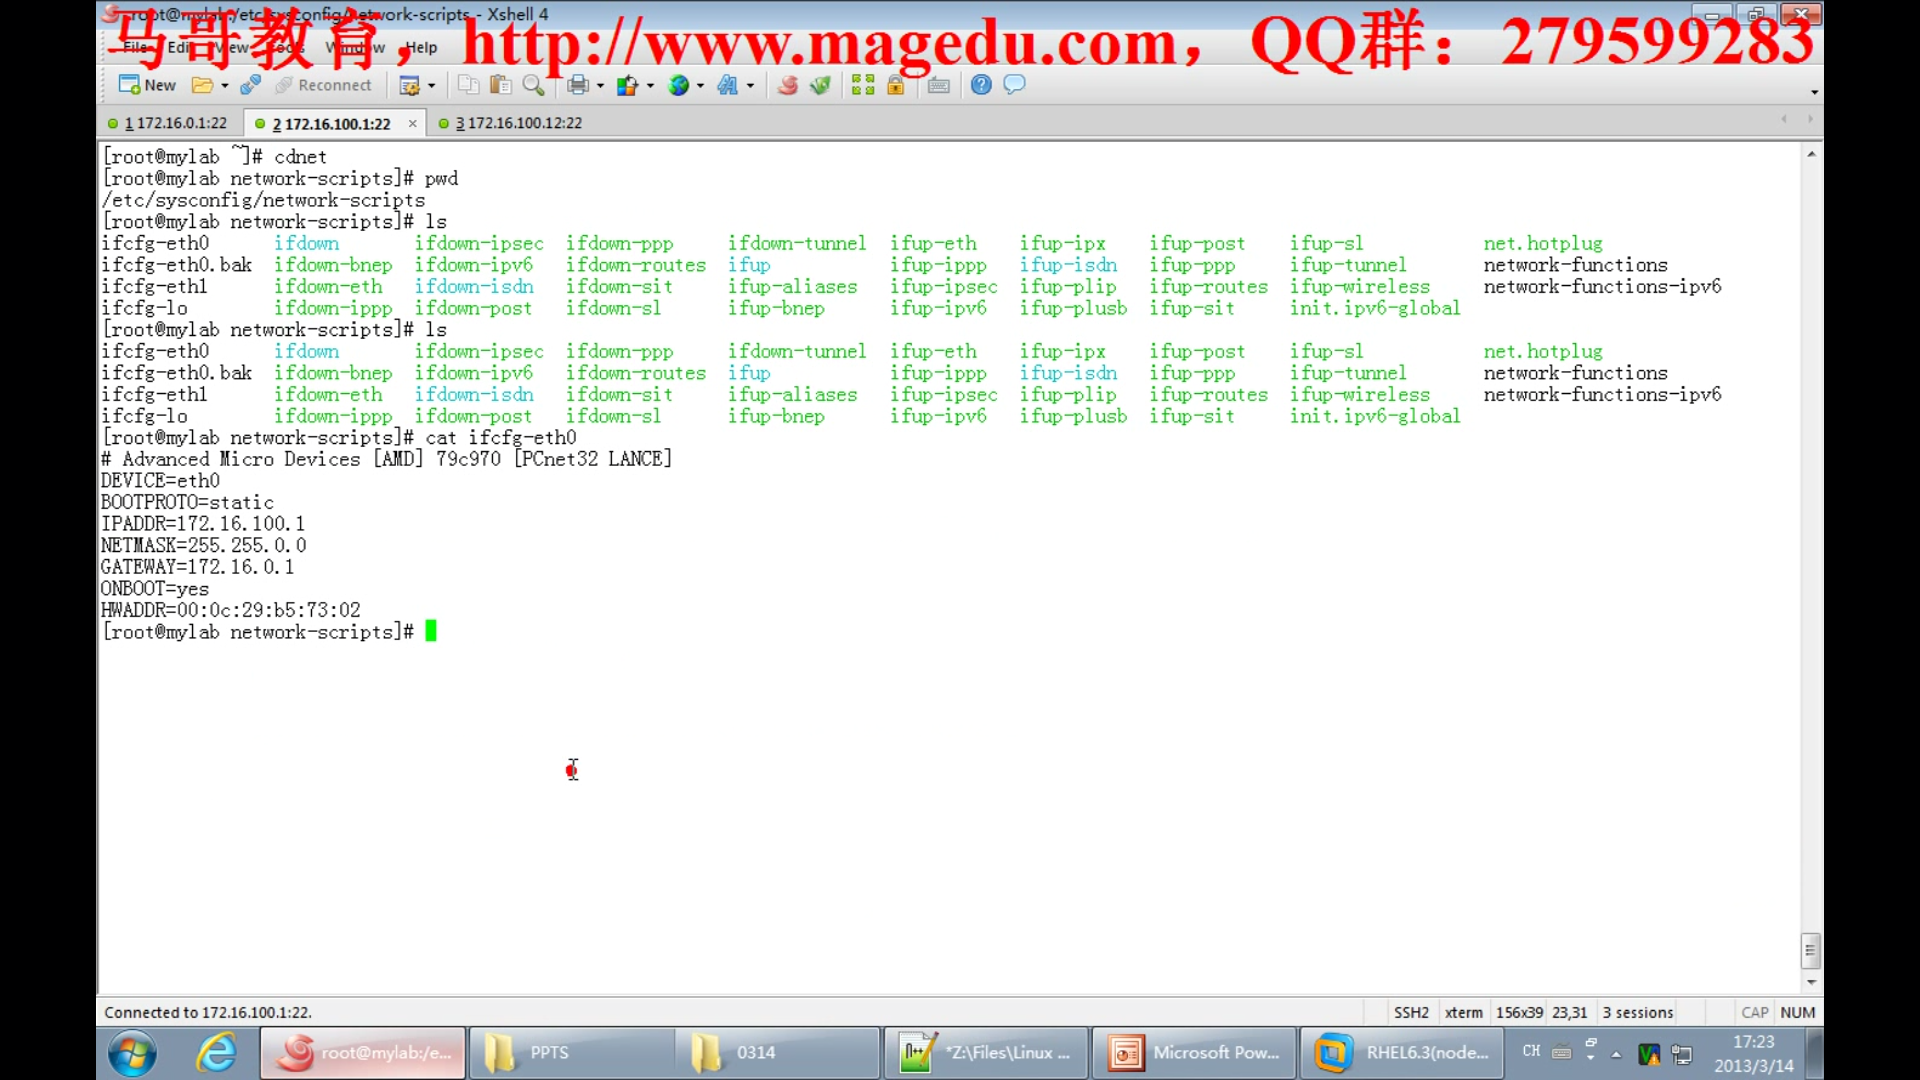 root@mylab:/etc/sysconfig/network-scripts - Xshell 4
马哥教育，http://www.magedu.com，QQ群：279599283
File Edit View Tools Window Help
New Reconnect
1 172.16.0.1:22 2 172.16.100.1:22 3 172.16.100.12:22
[root@mylab ~]# cdnet
[root@mylab network-scripts]# pwd
/etc/sysconfig/network-scripts
[root@mylab network-scripts]# ls
ifcfg-eth0 ifdown ifdown-ipsec ifdown-ppp ifdown-tunnel ifup-eth ifup-ipx ifup-post ifup-sl net.hotplug
ifcfg-eth0.bak ifdown-bnep ifdown-ipv6 ifdown-routes ifup ifup-ippp ifup-isdn ifup-ppp ifup-tunnel network-functions
ifcfg-eth1 ifdown-eth ifdown-isdn ifdown-sit ifup-aliases ifup-ipsec ifup-plip ifup-routes ifup-wireless network-functions-ipv6
ifcfg-lo ifdown-ippp ifdown-post ifdown-sl ifup-bnep ifup-ipv6 ifup-plusb ifup-sit init.ipv6-global
[root@mylab network-scripts]# ls
ifcfg-eth0 ifdown ifdown-ipsec ifdown-ppp ifdown-tunnel ifup-eth ifup-ipx ifup-post ifup-sl net.hotplug
ifcfg-eth0.bak ifdown-bnep ifdown-ipv6 ifdown-routes ifup ifup-ippp ifup-isdn ifup-ppp ifup-tunnel network-functions
ifcfg-eth1 ifdown-eth ifdown-isdn ifdown-sit ifup-aliases ifup-ipsec ifup-plip ifup-routes ifup-wireless network-functions-ipv6
ifcfg-lo ifdown-ippp ifdown-post ifdown-sl ifup-bnep ifup-ipv6 ifup-plusb ifup-sit init.ipv6-global
[root@mylab network-scripts]# cat ifcfg-eth0
# Advanced Micro Devices [AMD] 79c970 [PCnet32 LANCE]
DEVICE=eth0
BOOTPROTO=static
IPADDR=172.16.100.1
NETMASK=255.255.0.0
GATEWAY=172.16.0.1
ONBOOT=yes
HWADDR=00:0c:29:b5:73:02
[root@mylab network-scripts]#
Connected to 172.16.100.1:22. SSH2 xterm 156x39 23,31 3 sessions CAP NUM
root@mylab:/e... PPTS 0314 *Z:\Files\Linux ... Microsoft Pow... RHEL6.3(node... CH 17:23
2013/3/14